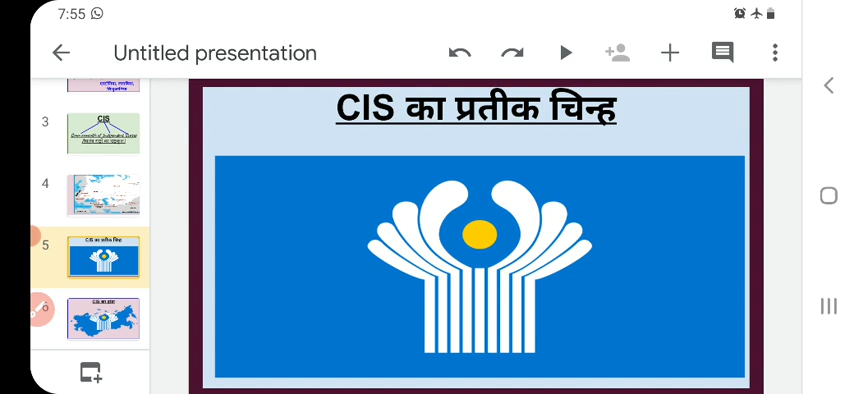 7:55
Untitled presentation
3
CIS
4
5
CIS का प्रतीक चिन्ह
6
CIS का प्रतीक चिन्ह